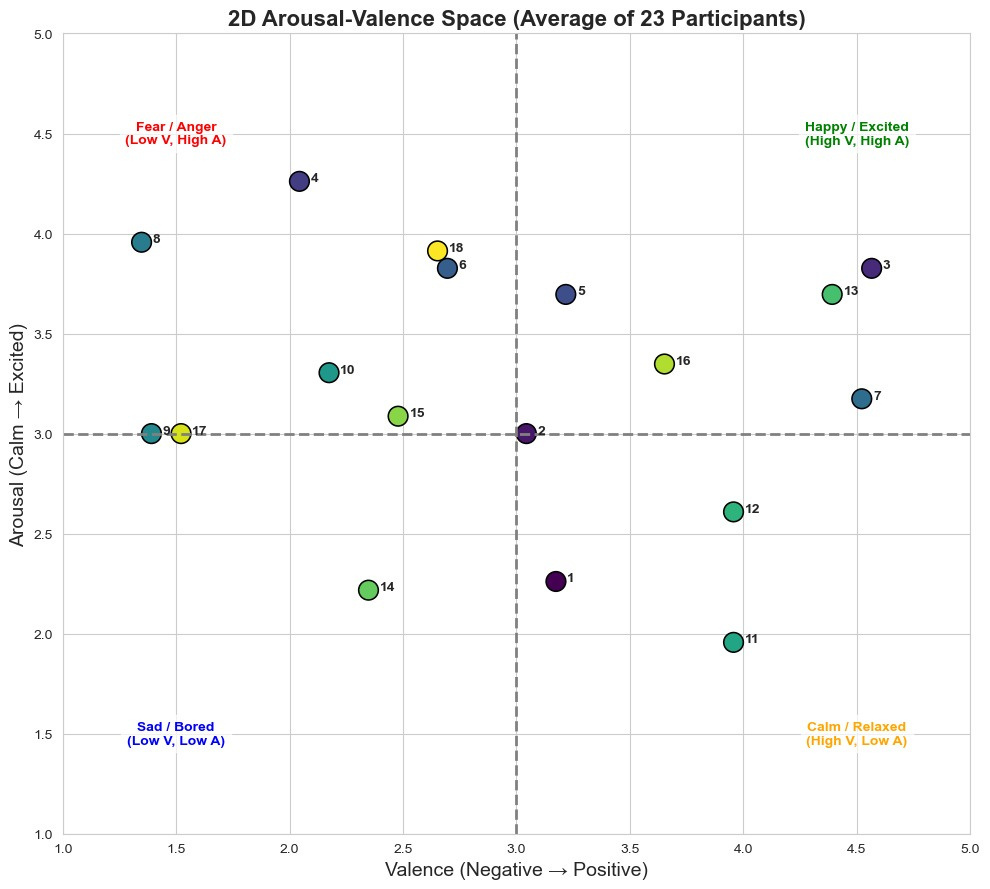 2D Arousal-Valence Space (Average of 23 Participants)
5.0
4.5
4.0
3.5
3.0
2.5
2.0
1.5
1.0
Arousal (Calm → Excited)
Fear / Anger
(Low V, High A)
Happy / Excited
(High V, High A)
4
8
18
6
3
5
13
16
10
7
15
9
17
2
12
1
14
11
Sad / Bored
(Low V, Low A)
Calm / Relaxed
(High V, Low A)
1.0 1.5 2.0 2.5 3.0 3.5 4.0 4.5 5.0
Valence (Negative → Positive)